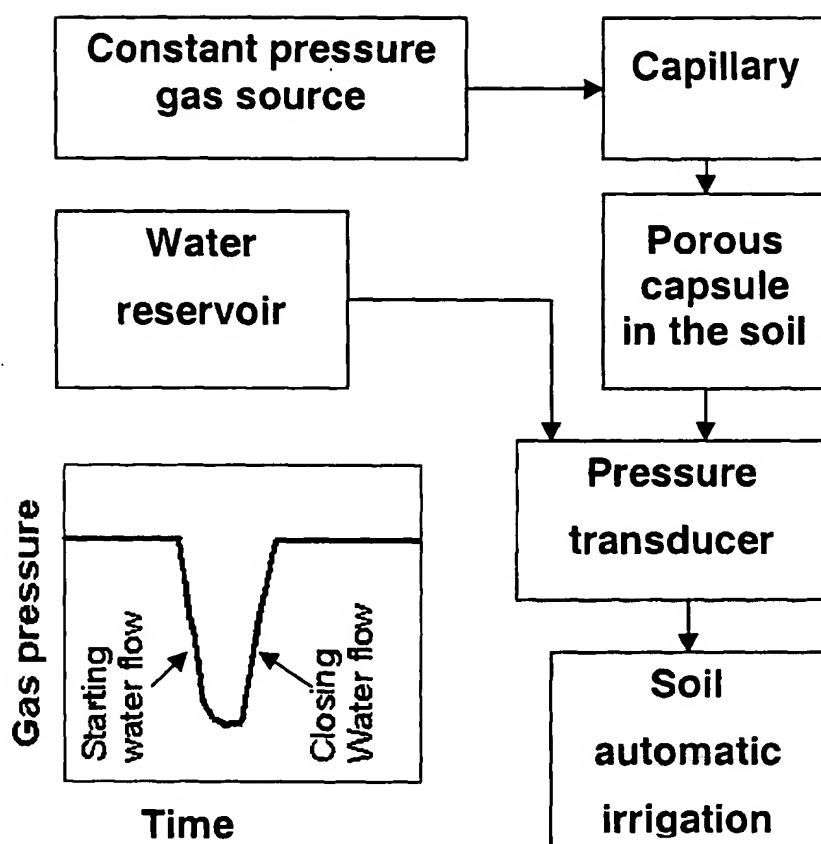 Constant pressure
gas source
Capillary
Water
reservoir
Porous
capsule
in the soil
Pressure
transducer
Gas pressure
Starting
water flow
Closing
Water flow
Time
Soil
automatic
irrigation